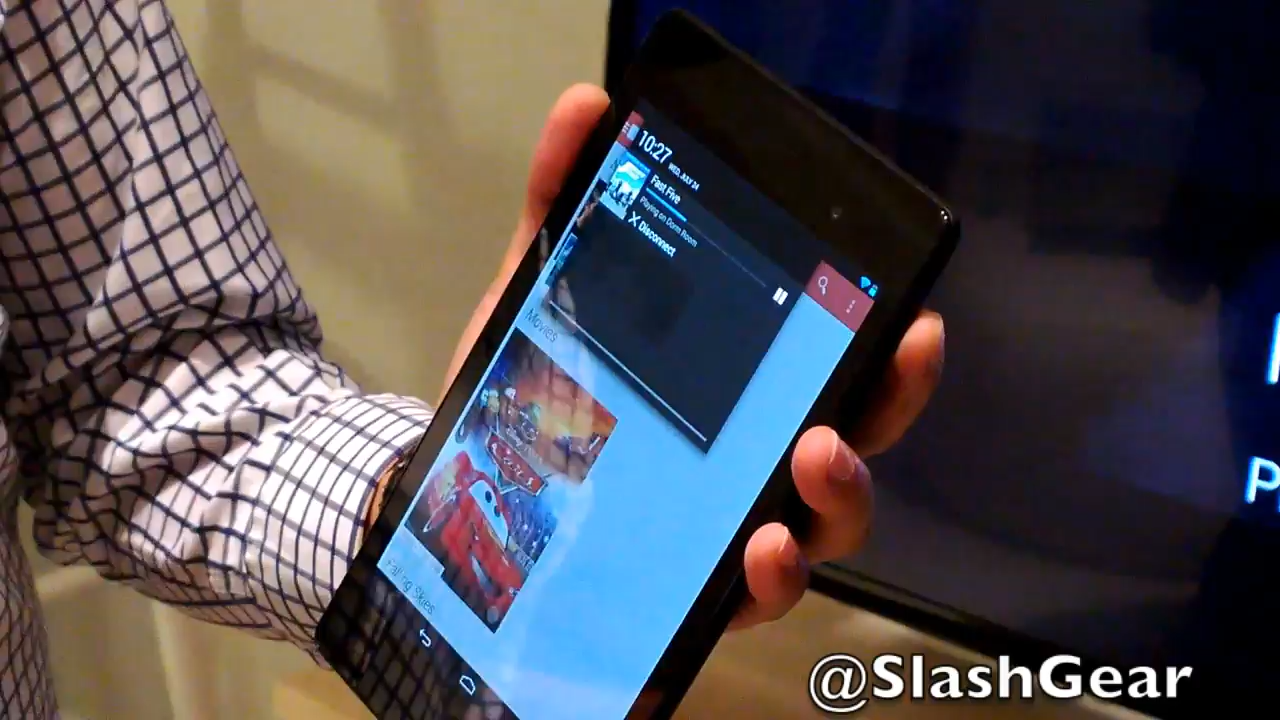 10:27 WED, JULY 24
Fast Five
Playing on Dorm Room
X Disconnect
Movies
Cars
Falling Skies
P
@SlashGear